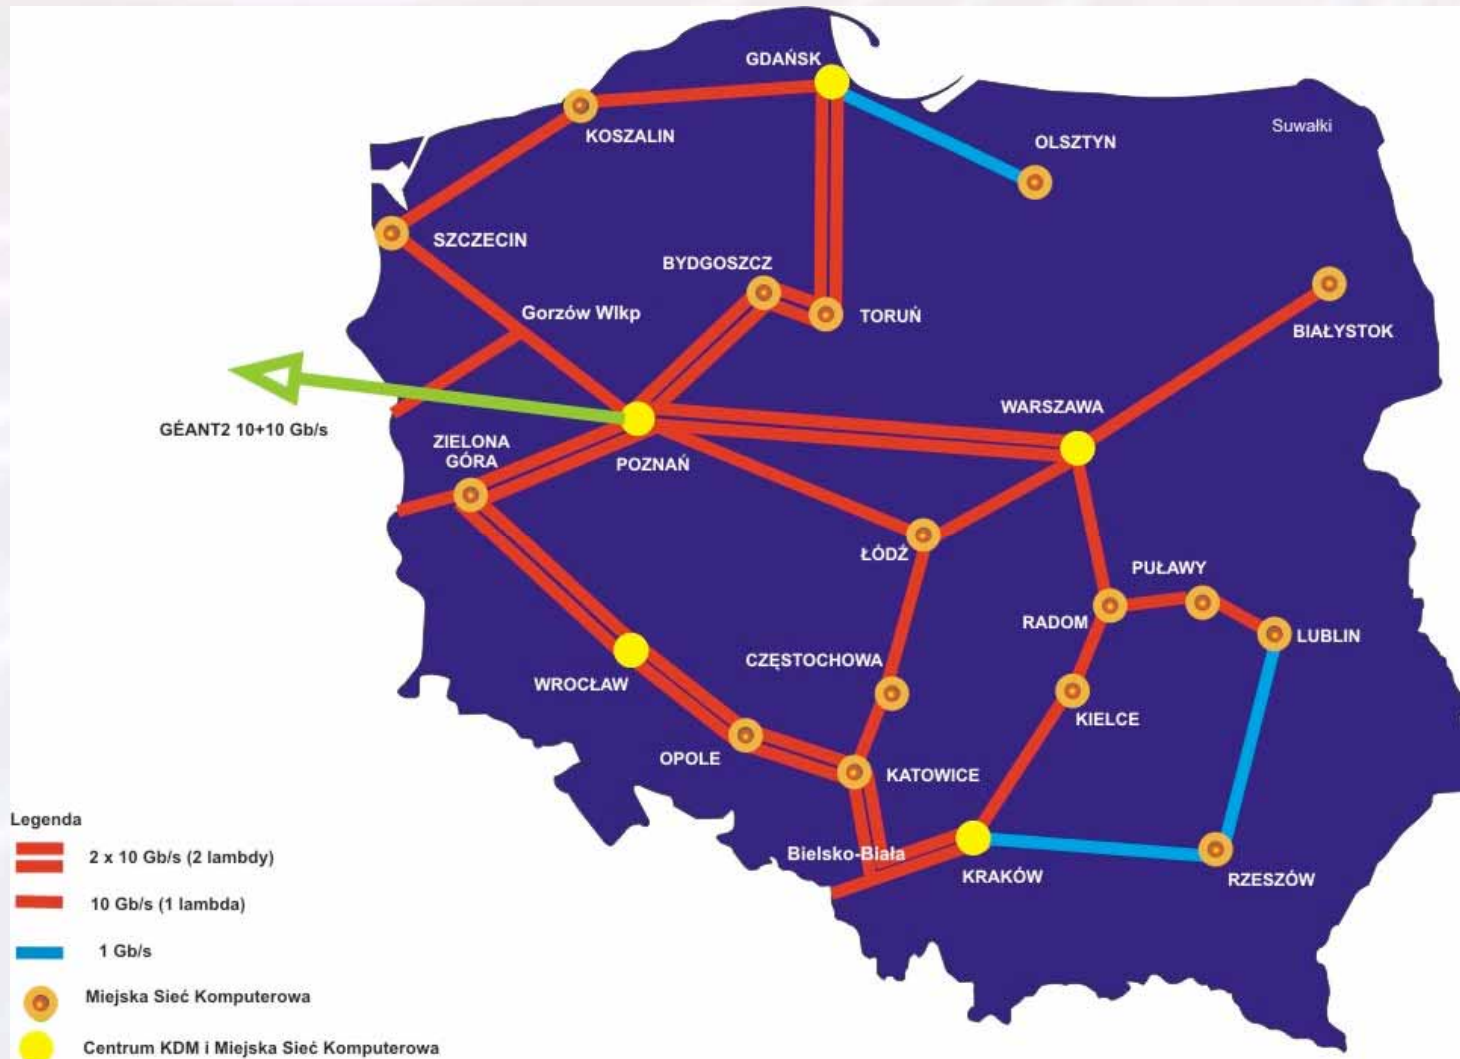 GDAŃSK
KOSZALIN
OLSZTYN
Suwałki
SZCZECIN
BYDGOSZCZ
TORUŃ
Gorzów Wlkp
BIAŁYSTOK
GÉANT2 10+10 Gb/s
WARSZAWA
ZIELONA
GÓRA
POZNAŃ
ŁÓDŹ
PUŁAWY
RADOM
LUBLIN
CZĘSTOCHOWA
WROCŁAW
KIELCE
OPOLE
KATOWICE
Bielsko-Biała
KRAKÓW
RZESZÓW
Legenda
2 x 10 Gb/s (2 lambdy)
10 Gb/s (1 lambda)
1 Gb/s
Miejska Sieć Komputerowa
Centrum KDM i Miejska Sieć Komputerowa